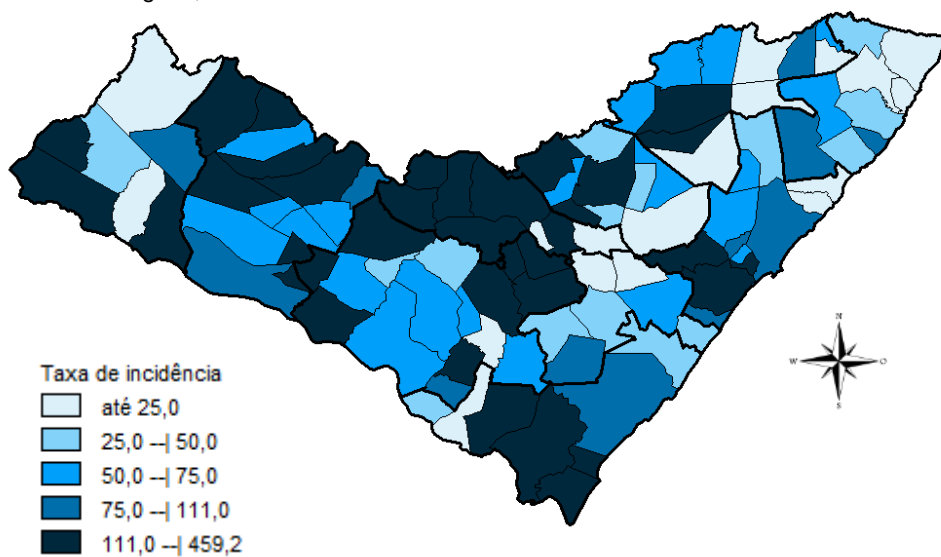 Taxa de incidência
até 25,0
25,0 --| 50,0
50,0 --| 75,0
75,0 --| 111,0
111,0 --| 459,2
N
W
O
S